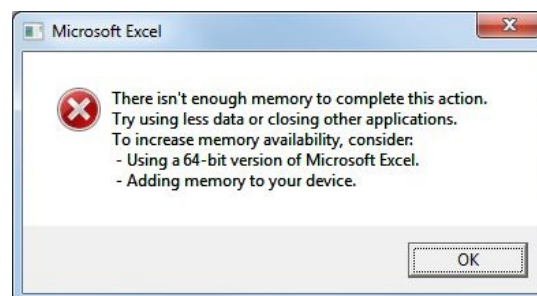 Microsoft Excel
There isn't enough memory to complete this action.
Try using less data or closing other applications.
To increase memory availability, consider:
- Using a 64-bit version of Microsoft Excel.
- Adding memory to your device.
OK